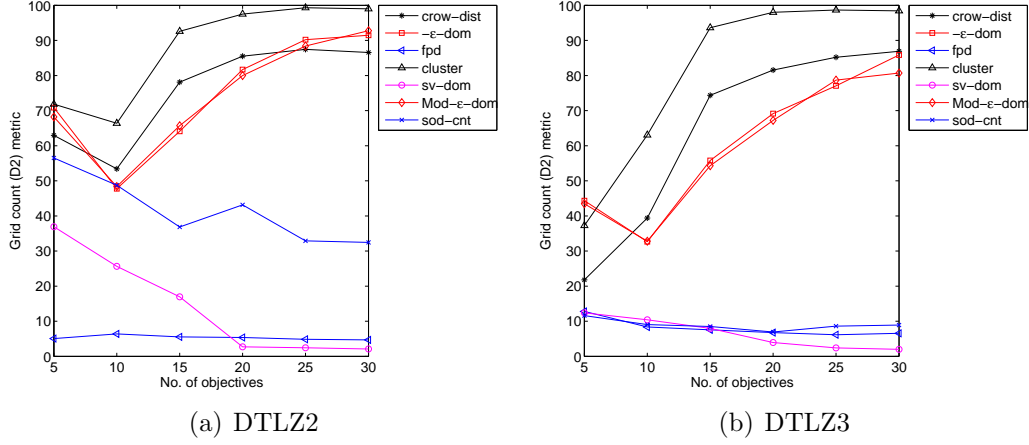 100
90
80
70
60
50
40
30
20
10
0
5 10 15 20 25 30
Grid count (D2) metric
No. of objectives
crow-dist
-ε-dom
fpd
cluster
sv-dom
Mod-ε-dom
sod-cnt
(a) DTLZ2
100
90
80
70
60
50
40
30
20
10
0
5 10 15 20 25 30
Grid count (D2) metric
No. of objectives
crow-dist
-ε-dom
fpd
cluster
sv-dom
Mod-ε-dom
sod-cnt
(b) DTLZ3